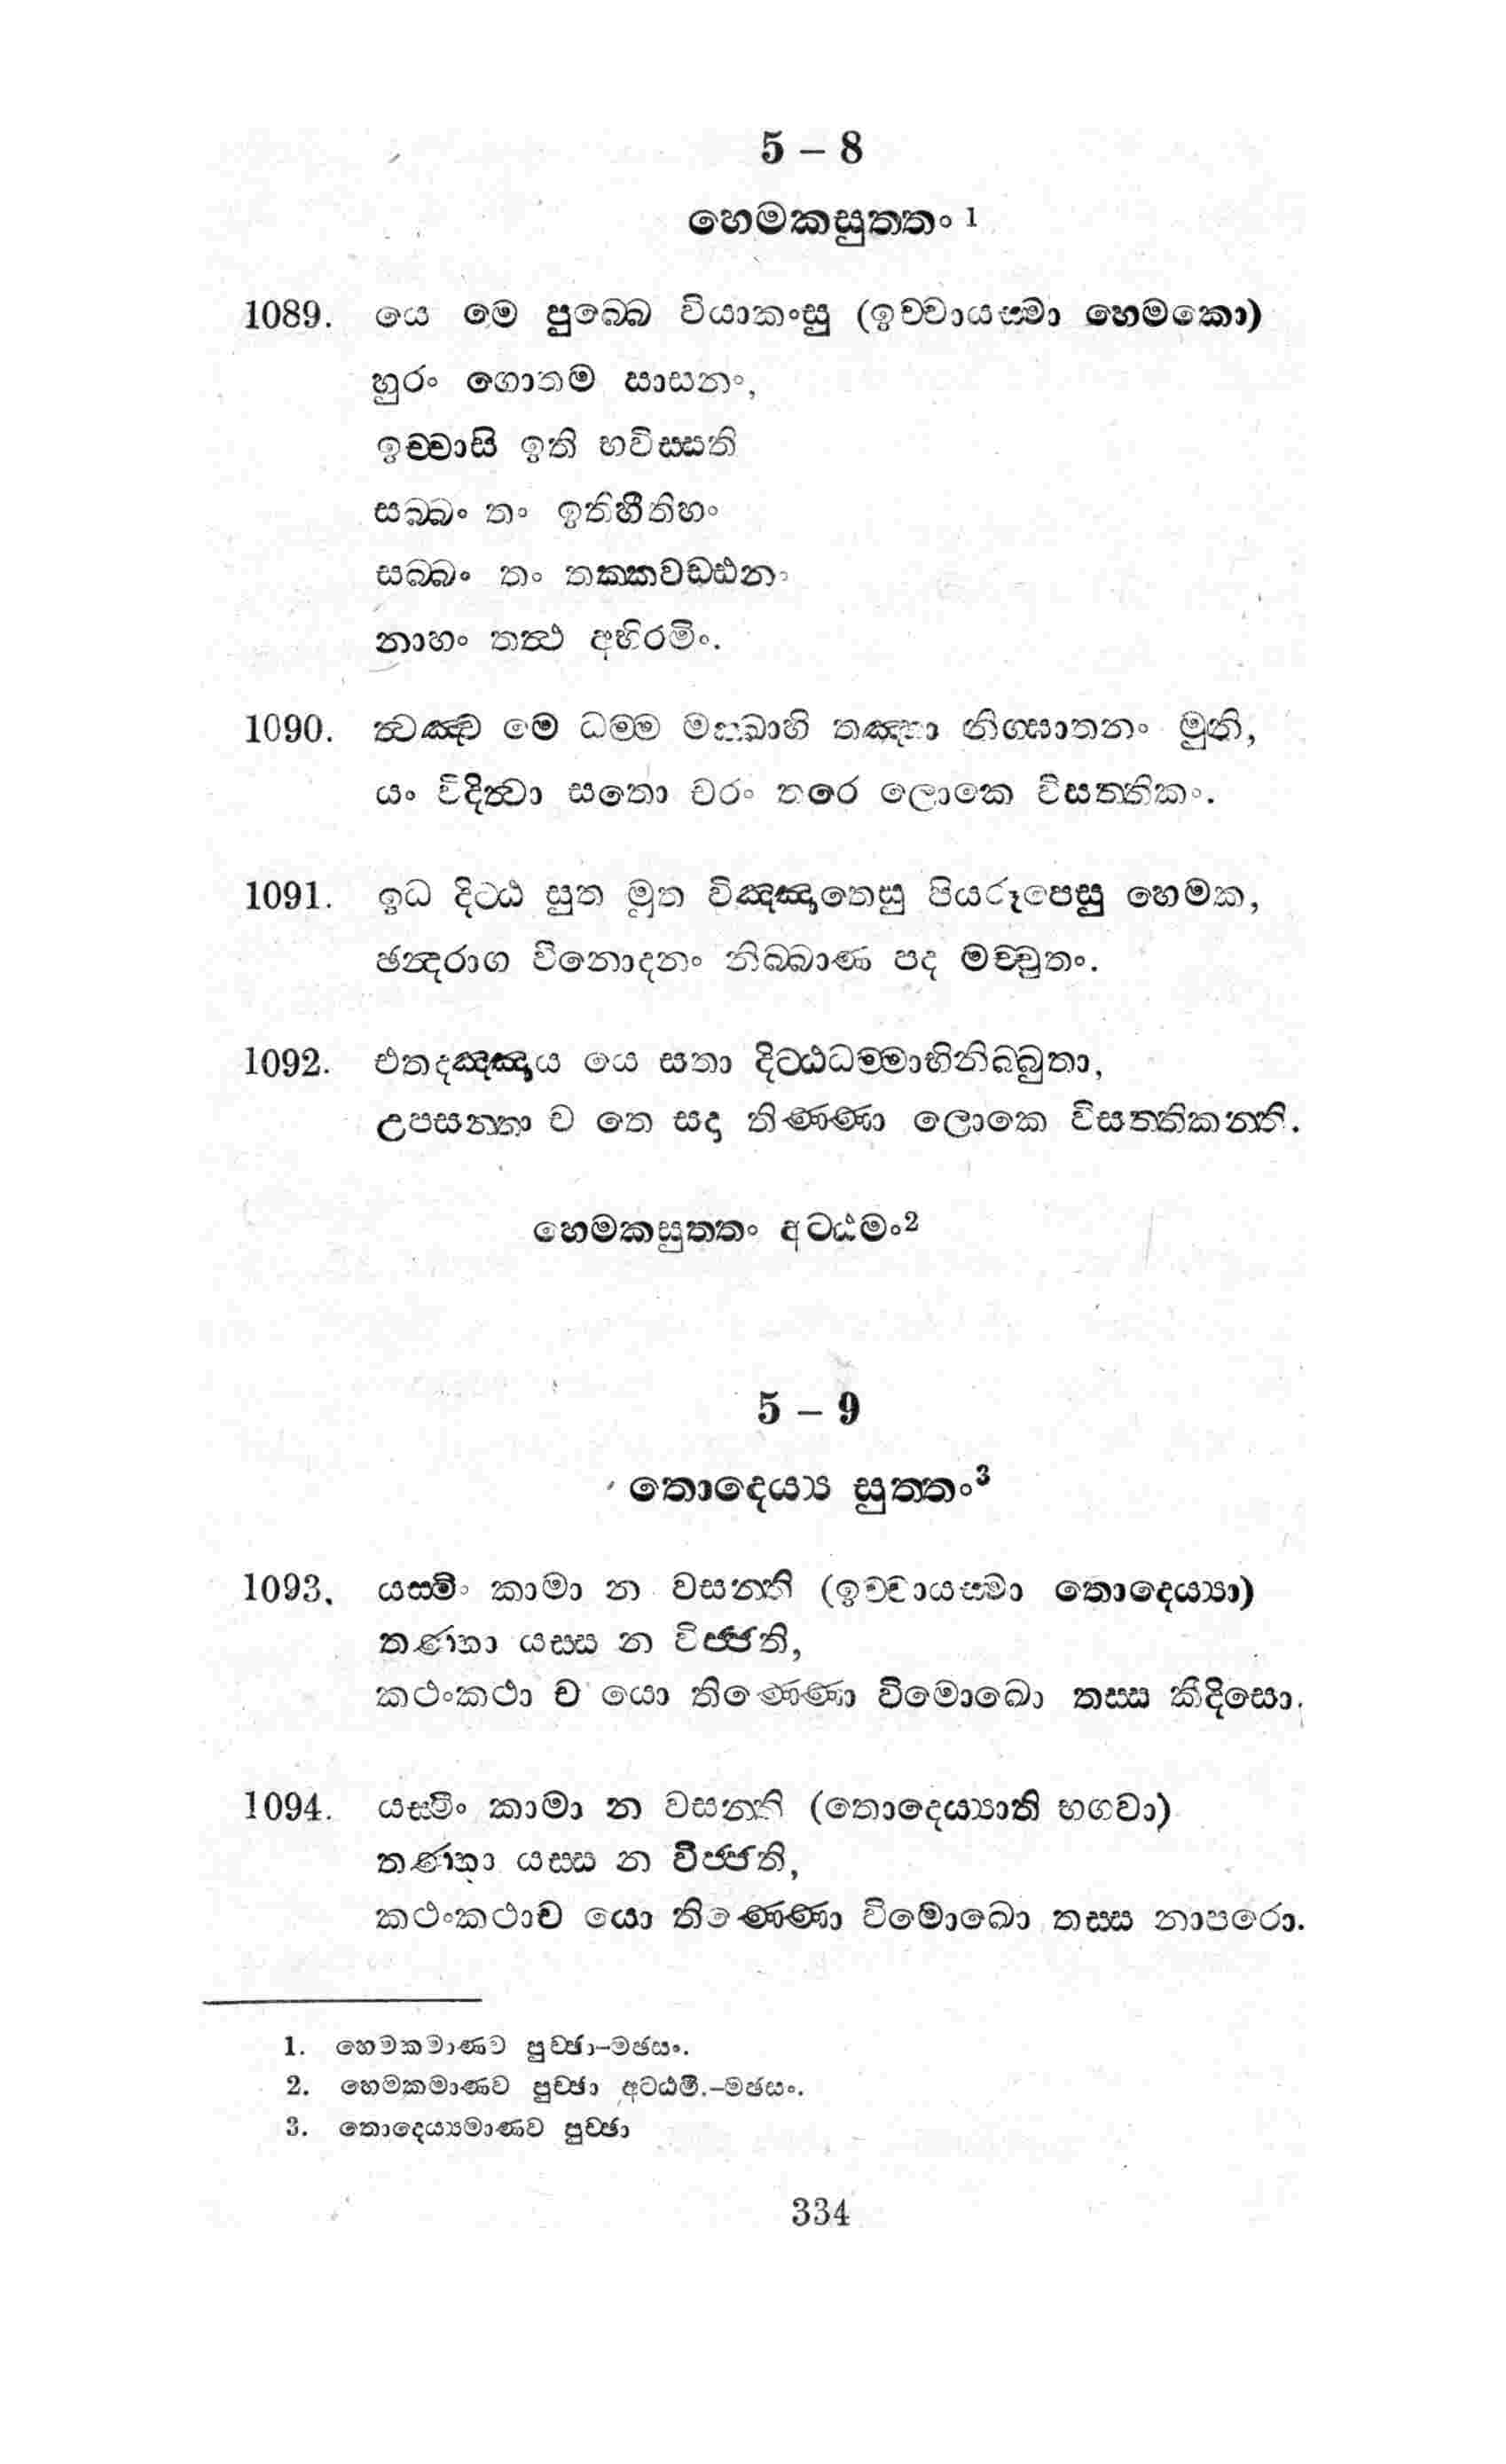 5 – 8
හෙමකසුත්තං 1
1089. යෙ මෙ පුබ්බෙ වියාකංසු (ඉච්චායස්මා හෙමකො)
හුරං ගොතම සාසනං,
ඉච්චාසි ඉති භවිස්සති
සබ්බං තං ඉතිහීතිහං
සබ්බං තං තක්කවඩ්ඪනං
නාහං තත්ථ අභිරමිං.
1090. ත්වඤ්ච මෙ ධම්ම මක්ඛාහි තණ්හා නිග්ඝාතනං මුනි,
යං විදිත්වා සතො චරං තරෙ ලොකෙ විසත්තිකං.
1091. ඉධ දිට්ඨ සුත මුත විඤ්ඤාතෙසු පියරූපෙසු හෙමක,
ඡන්දරාග විනොදනං නිබ්බාණ පද මච්චුතං.
1092. එතදඤ්ඤාය යෙ සතා දිට්ඨධම්මාභිනිබ්බුතා,
උපසන්තා ච තෙ සදා තිණ්ණා ලොකෙ විසත්තිකන්ති.
හෙමකසුත්තං අට්ඨමං2
5 – 9
තොදෙය්‍ය සුත්තං3
1093. යස්මිං කාමා න වසන්ති (ඉච්චායස්මා තොදෙය්‍යො)
තණ්හා යස්ස න විජ්ජති,
කථංකථා ච යො තිණ්ණො විමොඛො තස්ස කීදිසො.
1094. යස්මිං කාමා න වසන්ති (තොදෙය්‍යාති භගවා)
තණ්හා යස්ස න විජ්ජති,
කථංකථාච යො තිණ්ණො විමොඛො තස්ස නාපරො.
1. හෙමකමාණව පුච්ඡා–මඡසං.
2. හෙමකමාණව පුච්ඡා අට්ඨමී.–මඡසං.
3. තොදෙය්‍යමාණව පුච්ඡා
334